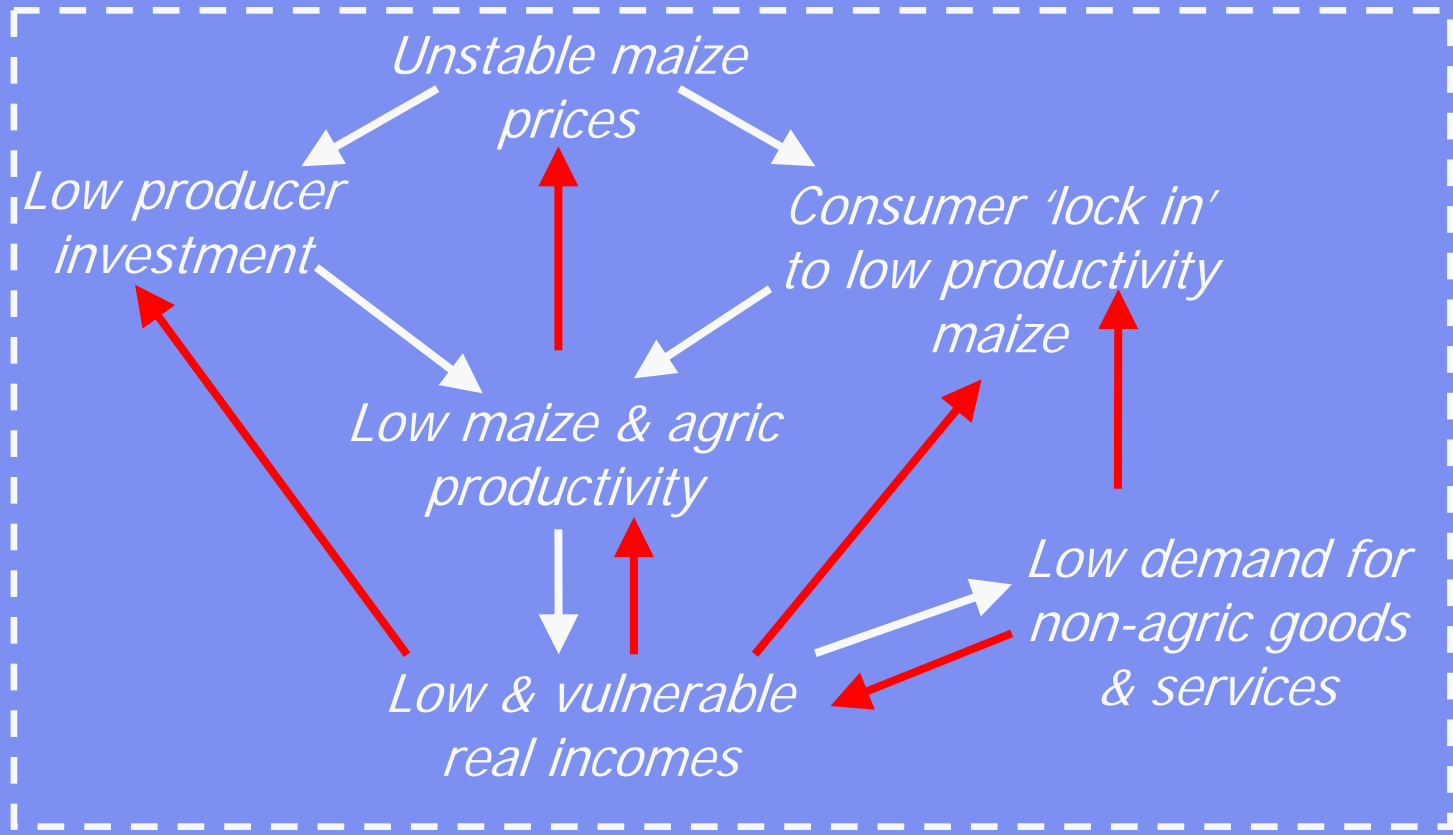 Unstable maize
prices
Low producer
investment
Consumer ‘lock in’
to low productivity
maize
Low maize & agric
productivity
Low demand for
non-agric goods
& services
Low & vulnerable
real incomes